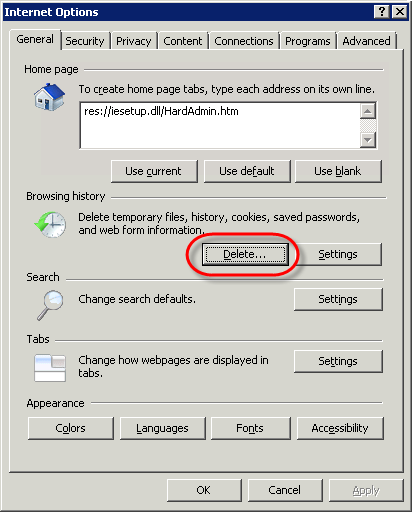 Internet Options
General Security Privacy Content Connections Programs Advanced
Home page
To create home page tabs, type each address on its own line.
res://iesetup.dll/HardAdmin.htm
Use current Use default Use blank
Browsing history
Delete temporary files, history, cookies, saved passwords,
and web form information.
Delete... Settings
Search
Change search defaults. Settings
Tabs
Change how webpages are displayed in Settings
tabs.
Appearance
Colors Languages Fonts Accessibility
OK Cancel Apply